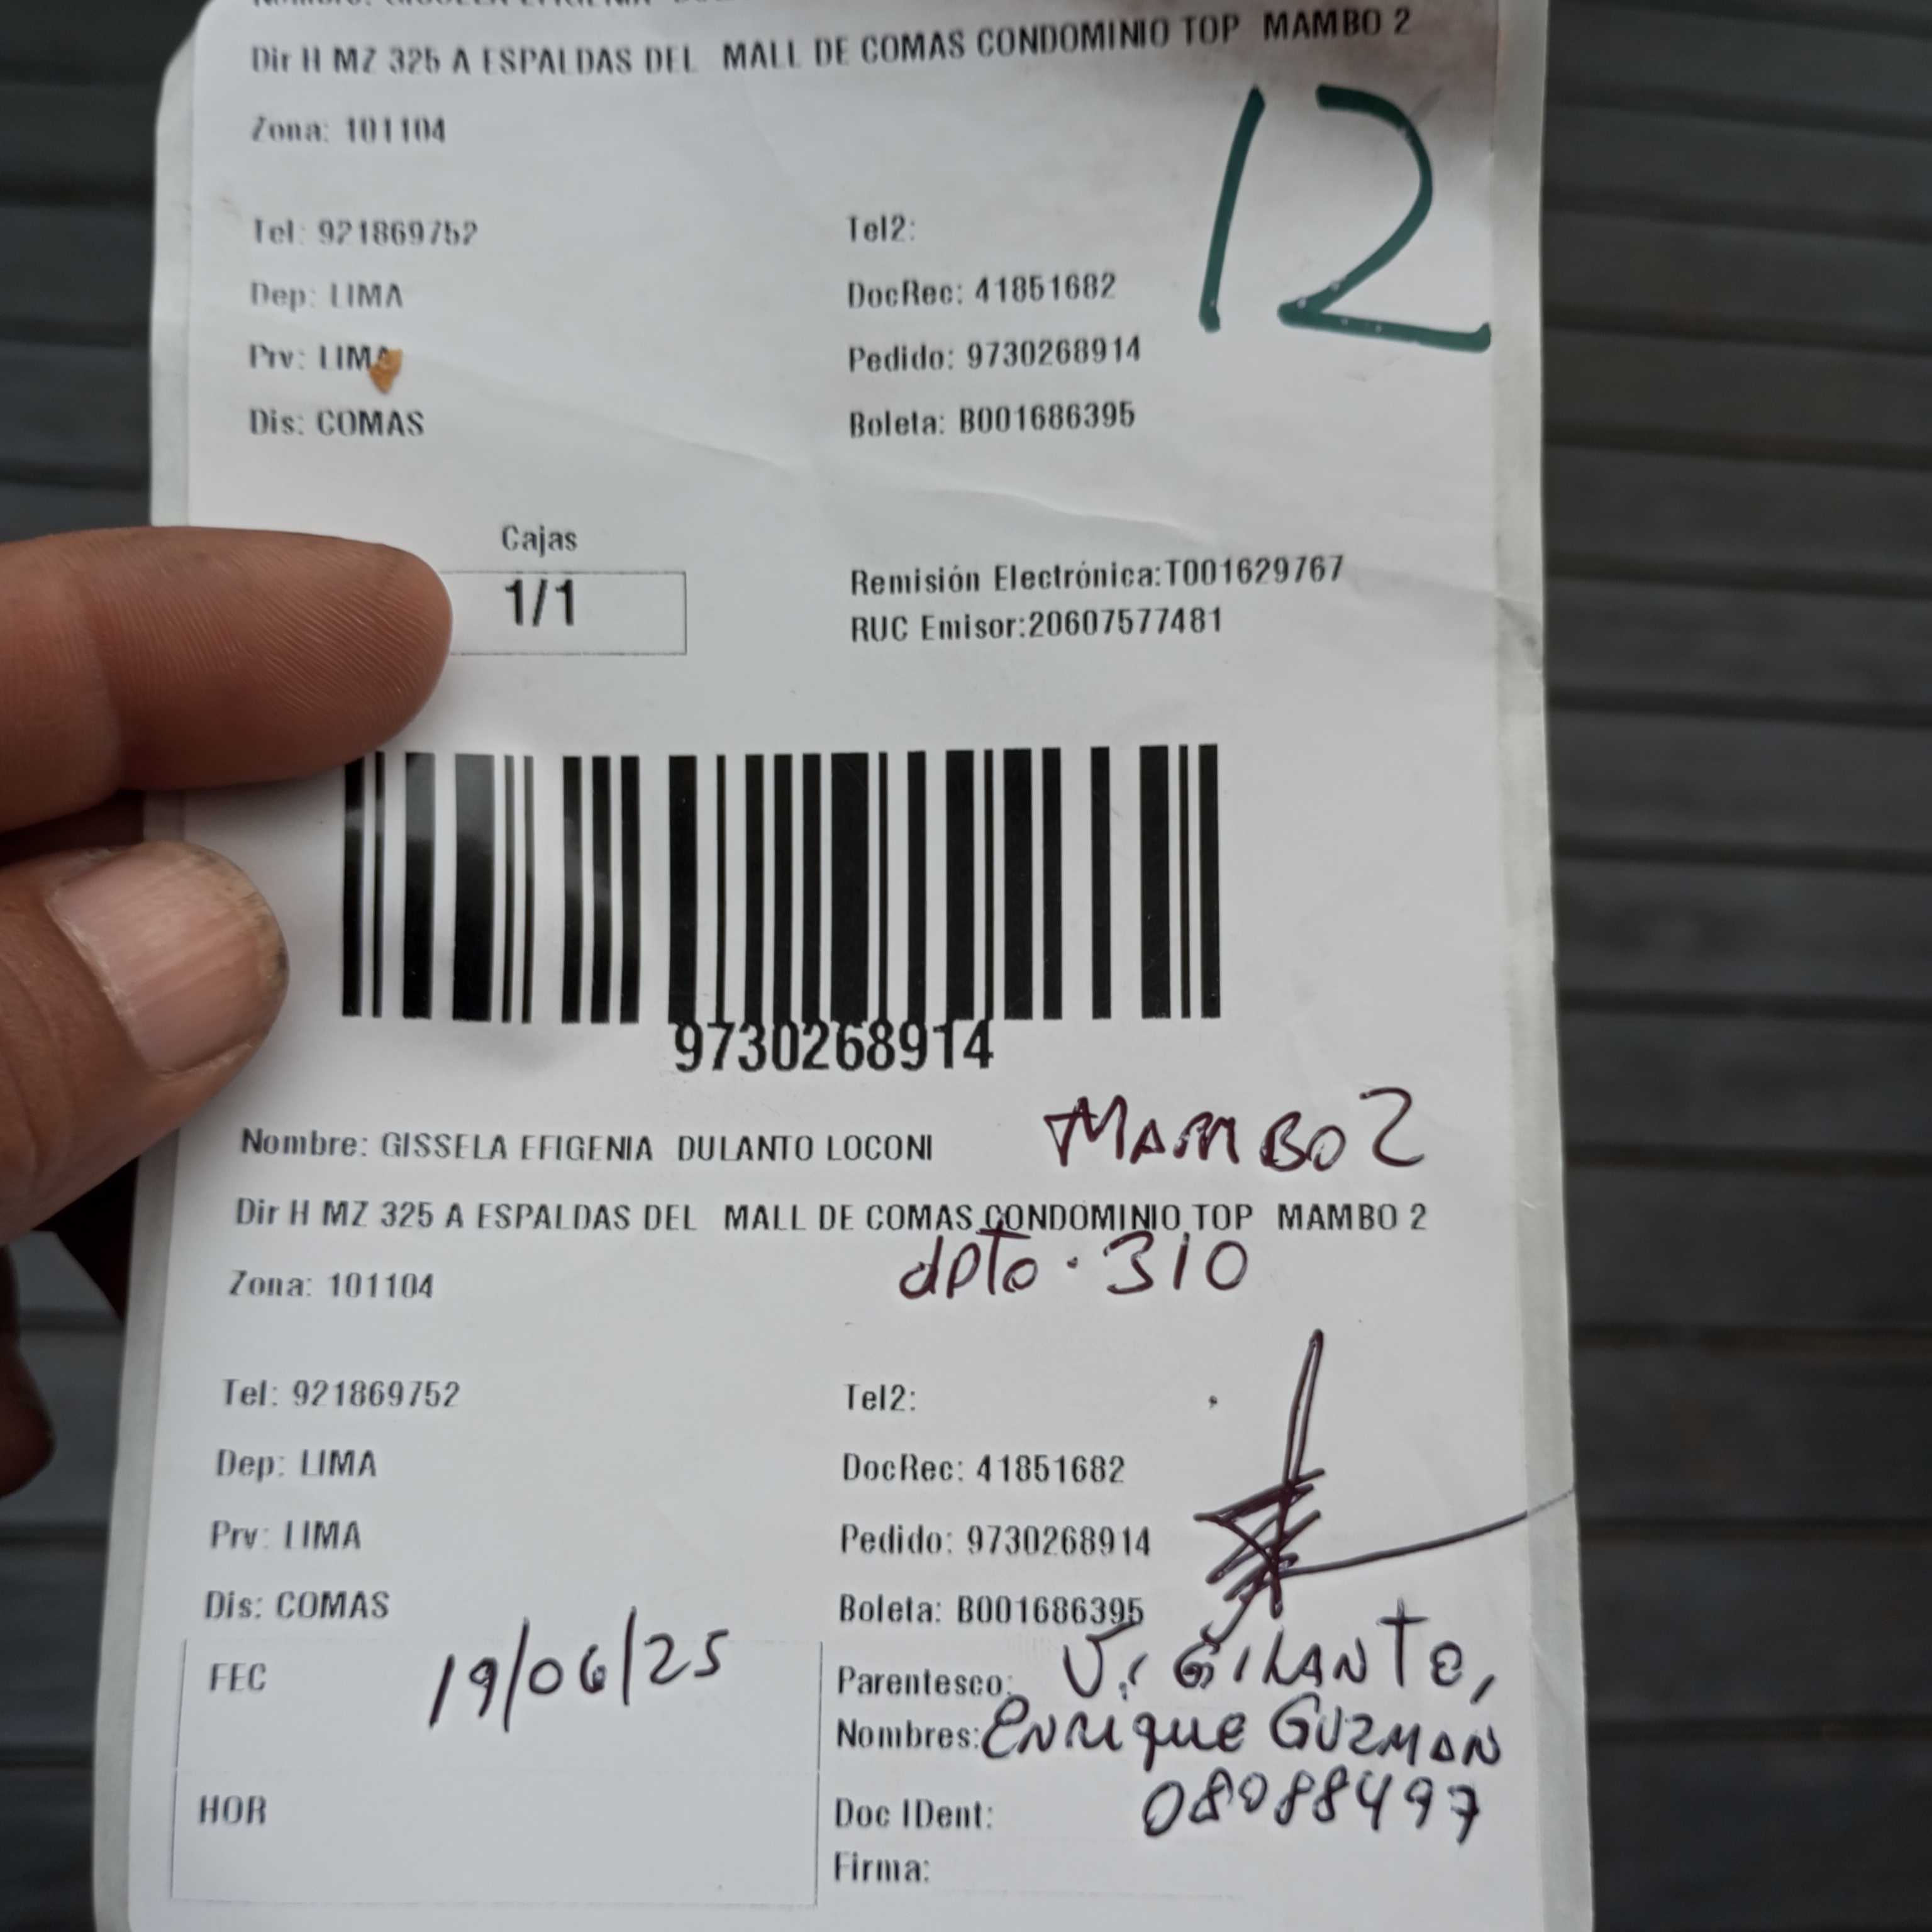 Nombre: GISSELA EFIGENIA
Dir H MZ 325 A ESPALDAS DEL MALL DE COMAS CONDOMINIO TOP MAMBO 2
12
Zona: 101104
Tel: 921869752 Tel2:
Dep: LIMA DocRec: 41851682
Prv: LIMA Pedido: 9730268914
Dis: COMAS Boleta: B001686395
Cajas
1/1
Remisión Electrónica:T001629767
RUC Emisor:20607577481
9730268914
MAMBO 2
Nombre: GISSELA EFIGENIA DULANTO LOCONI
Dir H MZ 325 A ESPALDAS DEL MALL DE COMAS CONDOMINIO TOP MAMBO 2
dpto. 310
Zona: 101104
Tel: 921869752 Tel2:
Dep: LIMA DocRec: 41851682
Prv: LIMA Pedido: 9730268914
Dis: COMAS Boleta: B001686395
FEC 19/06/25
Parentesco: ViGILANTe,
Nombres: ENRIque GUZMAN
HOR
Doc IDent: 08088497
Firma: